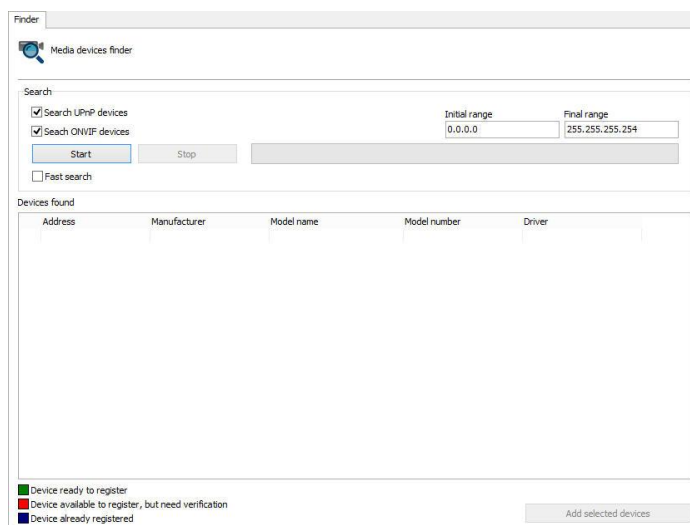 Finder
Media devices finder
Search
Search UPnP devices
Seach ONVIF devices
Initial range
Final range
0.0.0.0
255.255.255.254
Start
Stop
Fast search
Devices found
Address Manufacturer Model name Model number Driver
Device ready to register
Device available to register, but need verification
Device already registered
Add selected devices